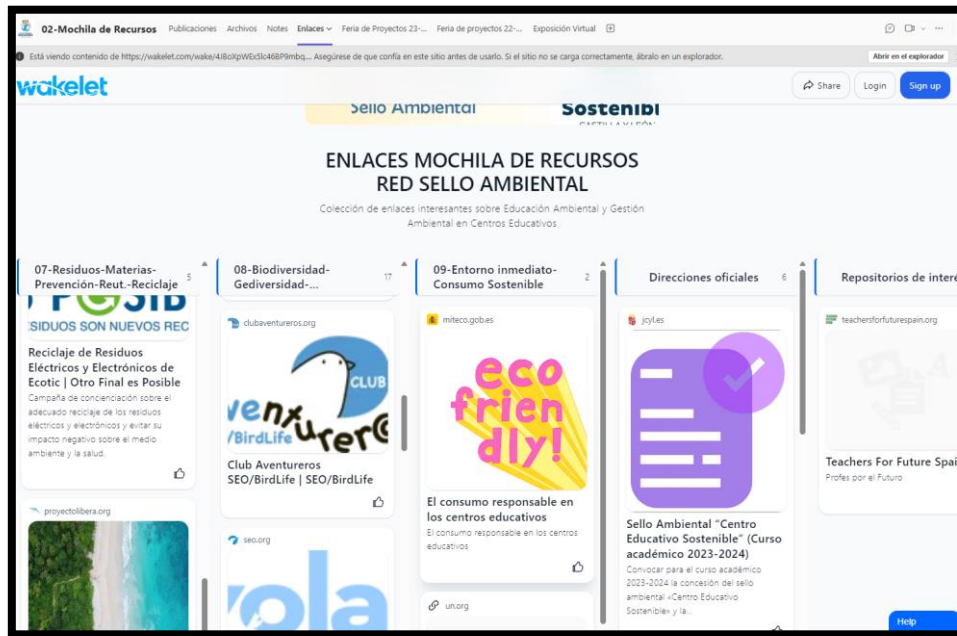 02-Mochila de Recursos Publicaciones Archivos Notes Enlaces Feria de Proyectos 23-... Feria de proyectos 22-... Exposición Virtual
Está viendo contenido de https://wakelet.com/wake/ Asegúrese de que confía en este sitio antes de usarlo. Si el sitio no se carga correctamente, ábralo en un explorador.
Abrir en el explorador
wakelet
Share
Login
Sign up
Sello Ambiental
Sostenibl
CASTILLA Y LEÓN
ENLACES MOCHILA DE RECURSOS
RED SELLO AMBIENTAL
Colección de enlaces interesantes sobre Educación Ambiental y Gestión
Ambiental en Centros Educativos
07-Residuos-Materias-
Prevención-Reut.-Reciclaje
5
POSIB
SIDUOS SON NUEVOS REC
Reciclaje de Residuos
Eléctricos y Electrónicos de
Ecotic | Otro Final es Posible
Campaña de concienciación sobre el
adecuado reciclaje de los residuos
eléctricos y electrónicos y evitar su
impacto negativo sobre el medio
ambiente y la salud.
proyectolibera.org
08-Biodiversidad-
Gediversidad-...
17
clubaventureros.org
CLUB
venturer@
/BirdLife
Club Aventureros
SEO/BirdLife | SEO/BirdLife
seo.org
ola
09-Entorno inmediato-
Consumo Sostenible
2
miteco.gob.es
eco
frien
dly!
El consumo responsable en
los centros educativos
El consumo responsable en los centros
educativos
un.org
Direcciones oficiales
6
jcyl.es
Sello Ambiental "Centro
Educativo Sostenible" (Curso
académico 2023-2024)
Convocar para el curso académico
2023-2024 la concesión del sello
ambiental «Centro Educativo
Sostenible» y la...
Repositorios de interé
teachersforfuturespain.org
Teachers For Future Spai
Profes por el Futuro
Help